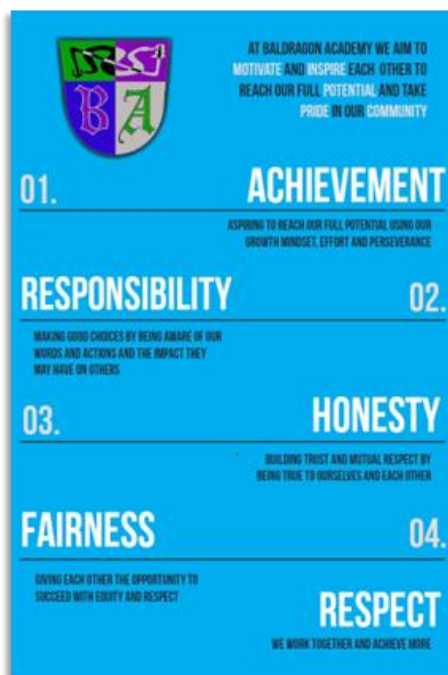 AT BALDRAGON ACADEMY WE AIM TO
MOTIVATE AND INSPIRE EACH OTHER TO
REACH OUR FULL POTENTIAL AND TAKE
PRIDE IN OUR COMMUNITY
B A
01. ACHIEVEMENT
ASPIRING TO REACH OUR FULL POTENTIAL USING OUR
GROWTH MINDSET, EFFORT AND PERSEVERANCE
RESPONSIBILITY 02.
MAKING GOOD CHOICES BY BEING AWARE OF OUR
WORDS AND ACTIONS AND THE IMPACT THEY
MAY HAVE ON OTHERS
03. HONESTY
BUILDING TRUST AND MUTUAL RESPECT BY
BEING TRUE TO OURSELVES AND EACH OTHER
FAIRNESS 04.
GIVING EACH OTHER THE OPPORTUNITY TO
SUCCEED WITH EQUITY AND RESPECT
RESPECT
WE WORK TOGETHER AND ACHIEVE MORE